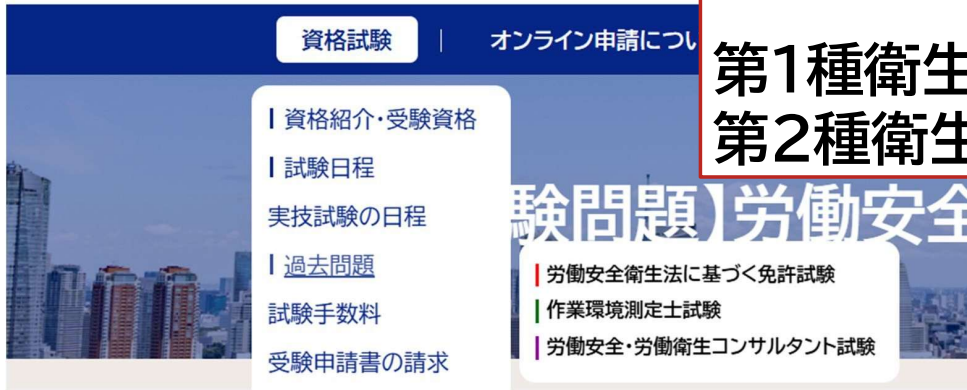 資格試験 | オンライン申請につい
第1種衛生
第2種衛生
資格紹介・受験資格
試験日程
実技試験の日程
過去問題
試験手数料
受験申請書の請求
験問題】労働安全
労働安全衛生法に基づく免許試験
作業環境測定士試験
労働安全・労働衛生コンサルタント試験